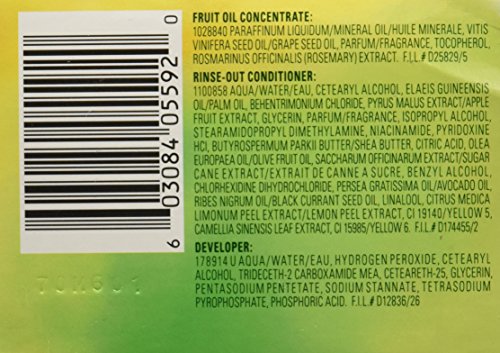 FRUIT OIL CONCENTRATE:
1028840 PARAFFINUM LIQUIDUM/MINERAL OIL/HUILE MINERALE, VITIS
VINIFERA SEED OIL/GRAPE SEED OIL, PARFUM/FRAGRANCE, TOCOPHEROL,
ROSMARINUS OFFICINALIS (ROSEMARY) EXTRACT. F.I.L.# D25829/5
RINSE-OUT CONDITIONER:
1100858 AQUA/WATER/EAU, CETEARYL ALCOHOL, ELAEIS GUINEENSIS
OIL/PALM OIL, BEHENTRIMONIUM CHLORIDE, PYRUS MALUS EXTRACT/APPLE
FRUIT EXTRACT, GLYCERIN, PARFUM/FRAGRANCE, ISOPROPYL ALCOHOL,
STEARAMIDOPROPYL DIMETHYLAMINE, NIACINAMIDE, PYRIDOXINE
HCl, BUTYROSPERMUM PARKII BUTTER/SHEA BUTTER, CITRIC ACID, OLEA
EUROPAEA OIL/OLIVE FRUIT OIL, SACCHARUM OFFICINARUM EXTRACT/SUGAR
CANE EXTRACT/EXTRAIT DE CANNE A SUCRE, BENZYL ALCOHOL,
CHLORHEXIDINE DIHYDROCHLORIDE, PERSEA GRATISSIMA OIL/AVOCADO OIL,
RIBES NIGRUM OIL/BLACK CURRANT SEED OIL, LINALOOL, CITRUS MEDICA
LIMONUM PEEL EXTRACT/LEMON PEEL EXTRACT, CI 19140/YELLOW 5,
CAMELLIA SINENSIS LEAF EXTRACT, CI 15985/YELLOW 6. F.I.L.# D174455/2
DEVELOPER:
178914 U AQUA/WATER/EAU, HYDROGEN PEROXIDE, CETEARYL
ALCOHOL, TRIDECETH-2 CARBOXAMIDE MEA, CETEARETH-25, GLYCERIN,
PENTASODIUM PENTETATE, SODIUM STANNATE, TETRASODIUM
PYROPHOSPHATE, PHOSPHORIC ACID. F.I.L.# D12836/26
6 03084 05592 0